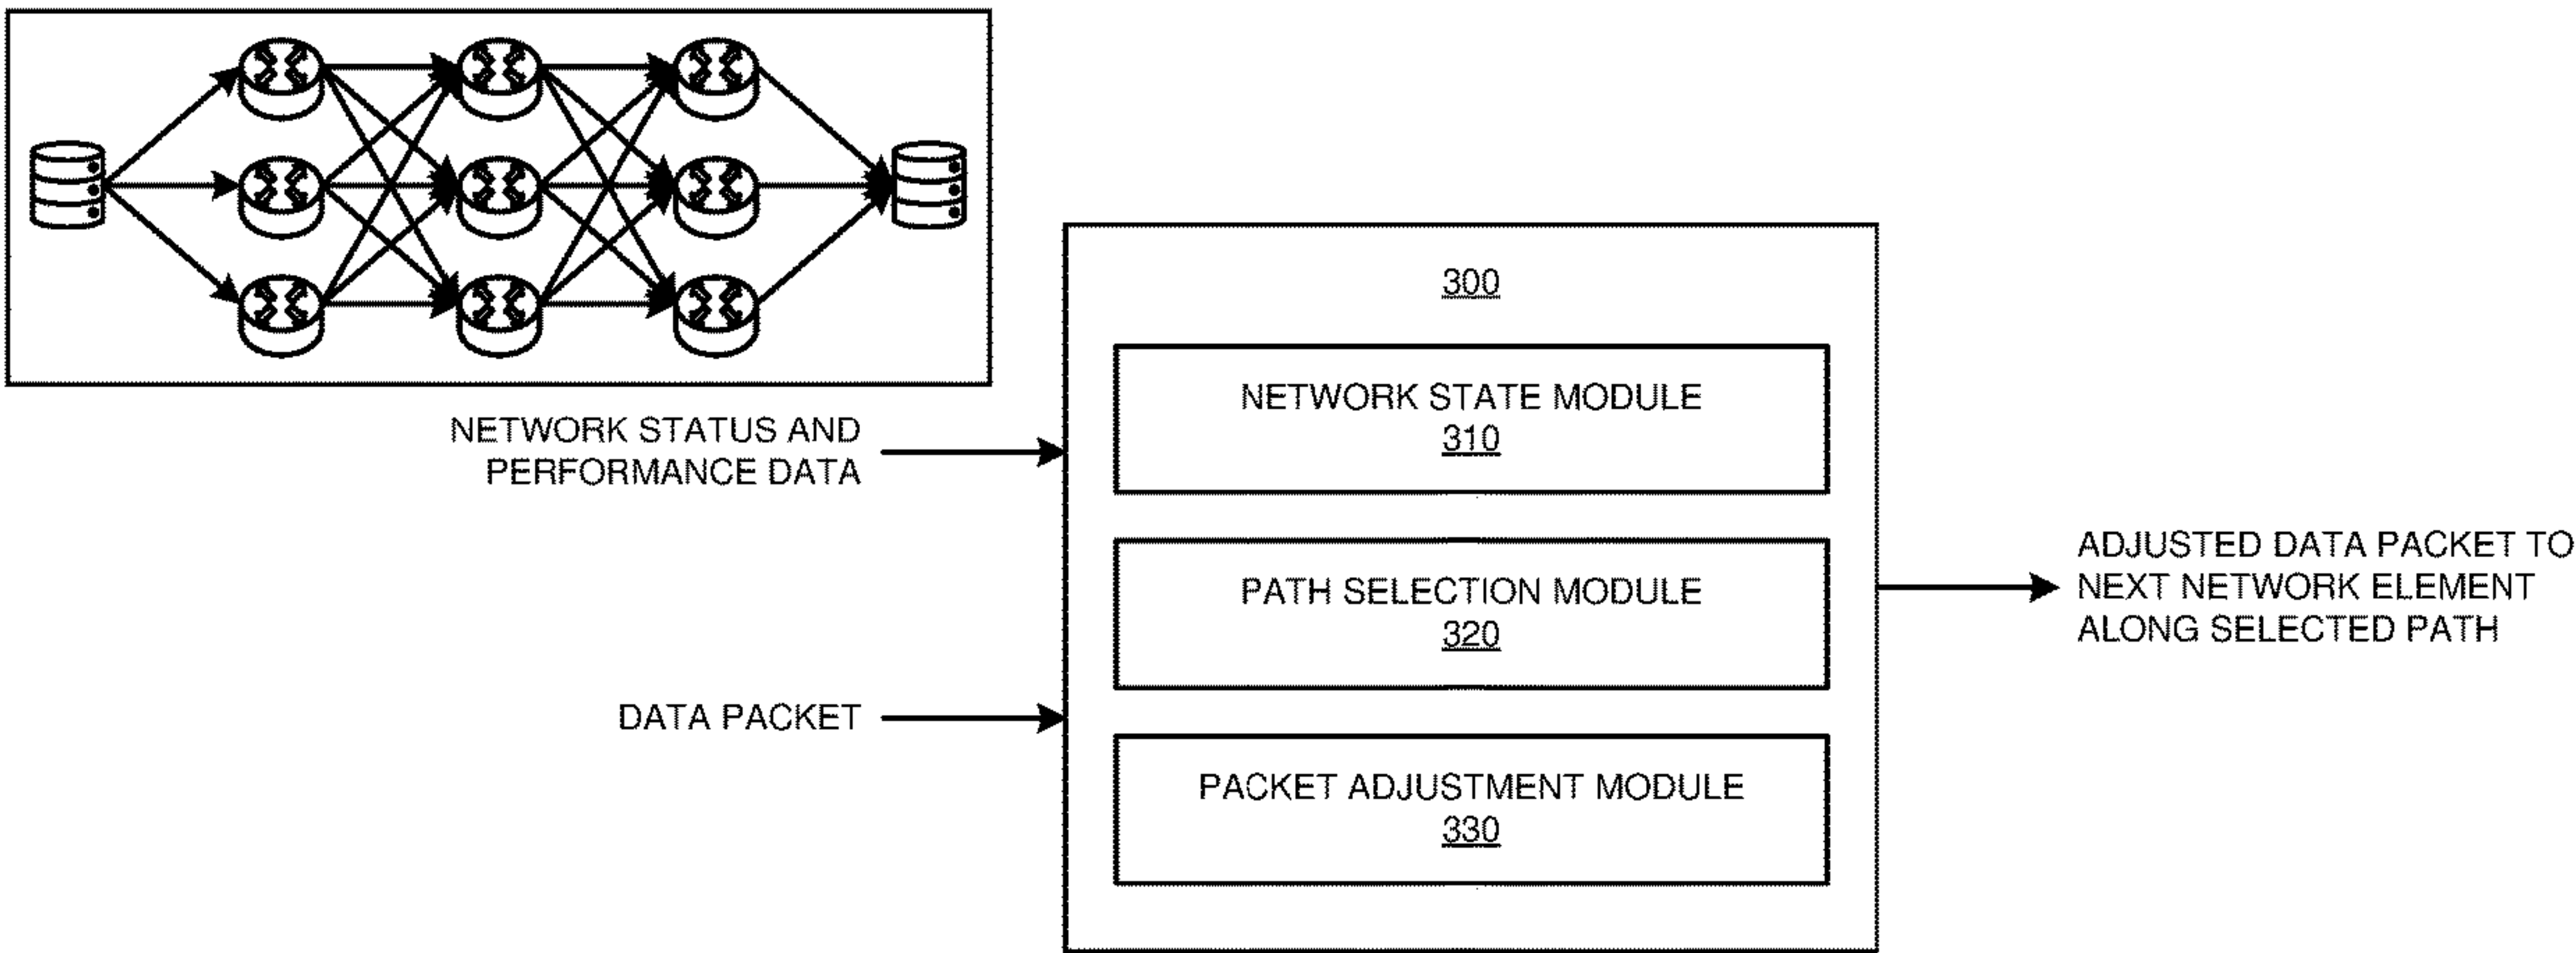 NETWORK STATUS AND
PERFORMANCE DATA
DATA PACKET
300
NETWORK STATE MODULE
310
PATH SELECTION MODULE
320
PACKET ADJUSTMENT MODULE
330
ADJUSTED DATA PACKET TO
NEXT NETWORK ELEMENT
ALONG SELECTED PATH